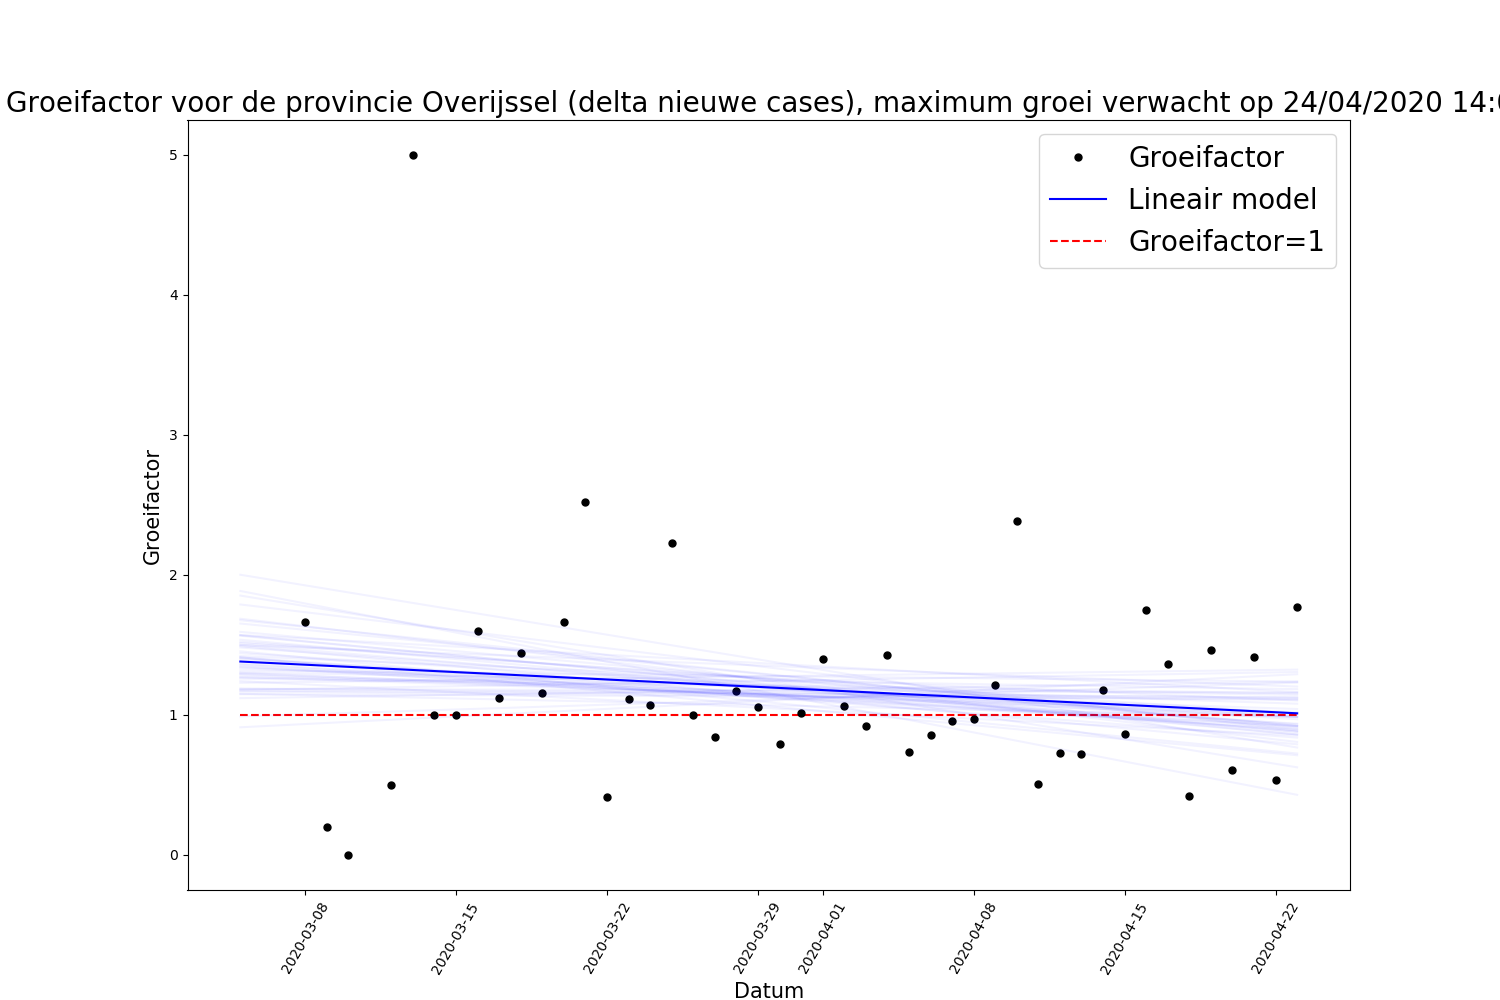 Groeifactor voor de provincie Overijssel (delta nieuwe cases), maximum groei verwacht op 24/04/2020
Groeifactor
Lineair model
Groeifactor=1
5
4
3
2
1
0
Groeifactor
2020-03-08
2020-03-15
2020-03-22
2020-03-29
2020-04-01
2020-04-08
2020-04-15
2020-04-22
Datum